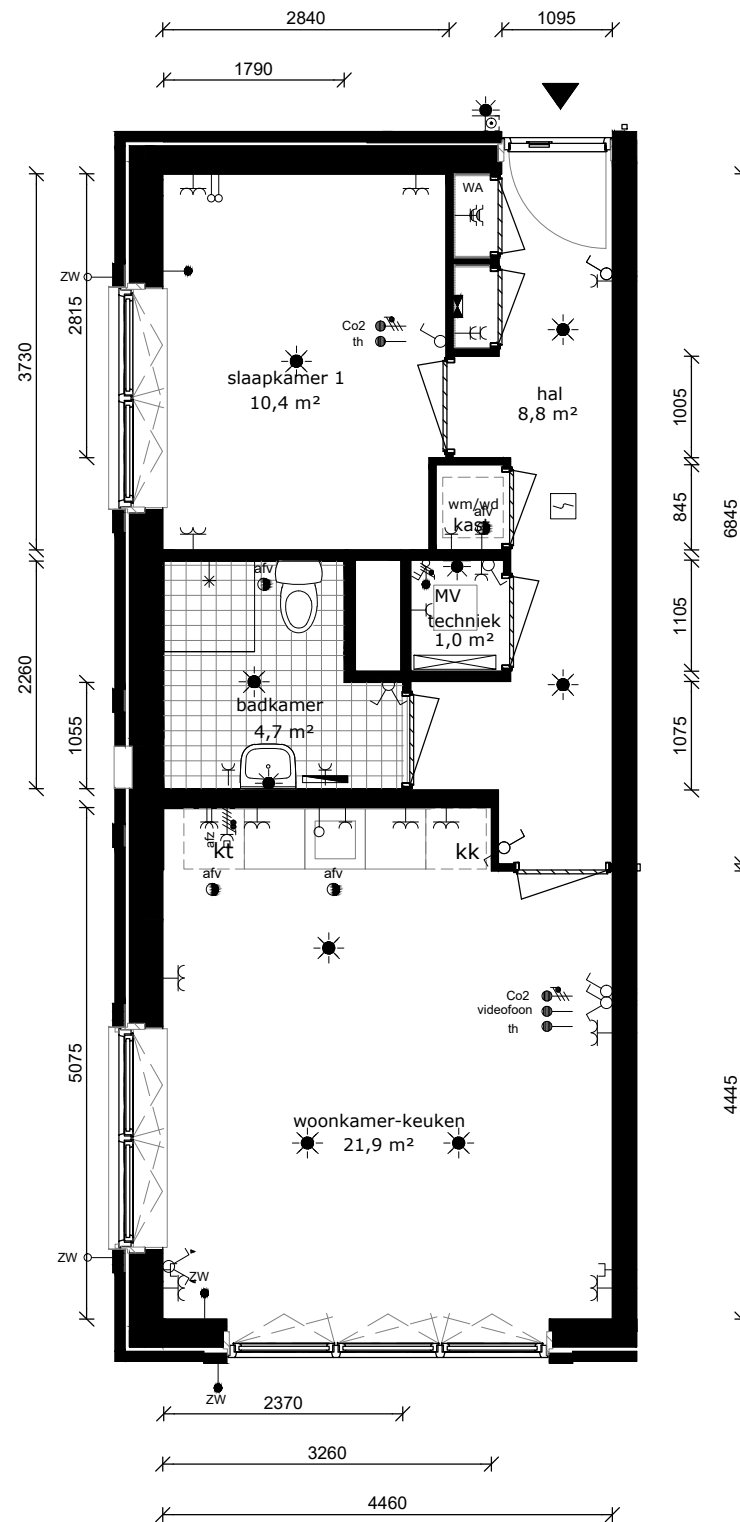 2840
1095
1790
WA
ZW
2815
3730
Co2
th
slaapkamer 1
10,4 m²
hal
8,8 m²
1005
wm/wd
afv
kast
845
6845
afv
MV
techniek
1,0 m²
1105
2260
badkamer
4,7 m²
1055
1075
afz
kt
kk
afv
afv
Co2
videofoon
th
5075
4445
woonkamer-keuken
21,9 m²
ZW
ZW
ZW
2370
3260
4460